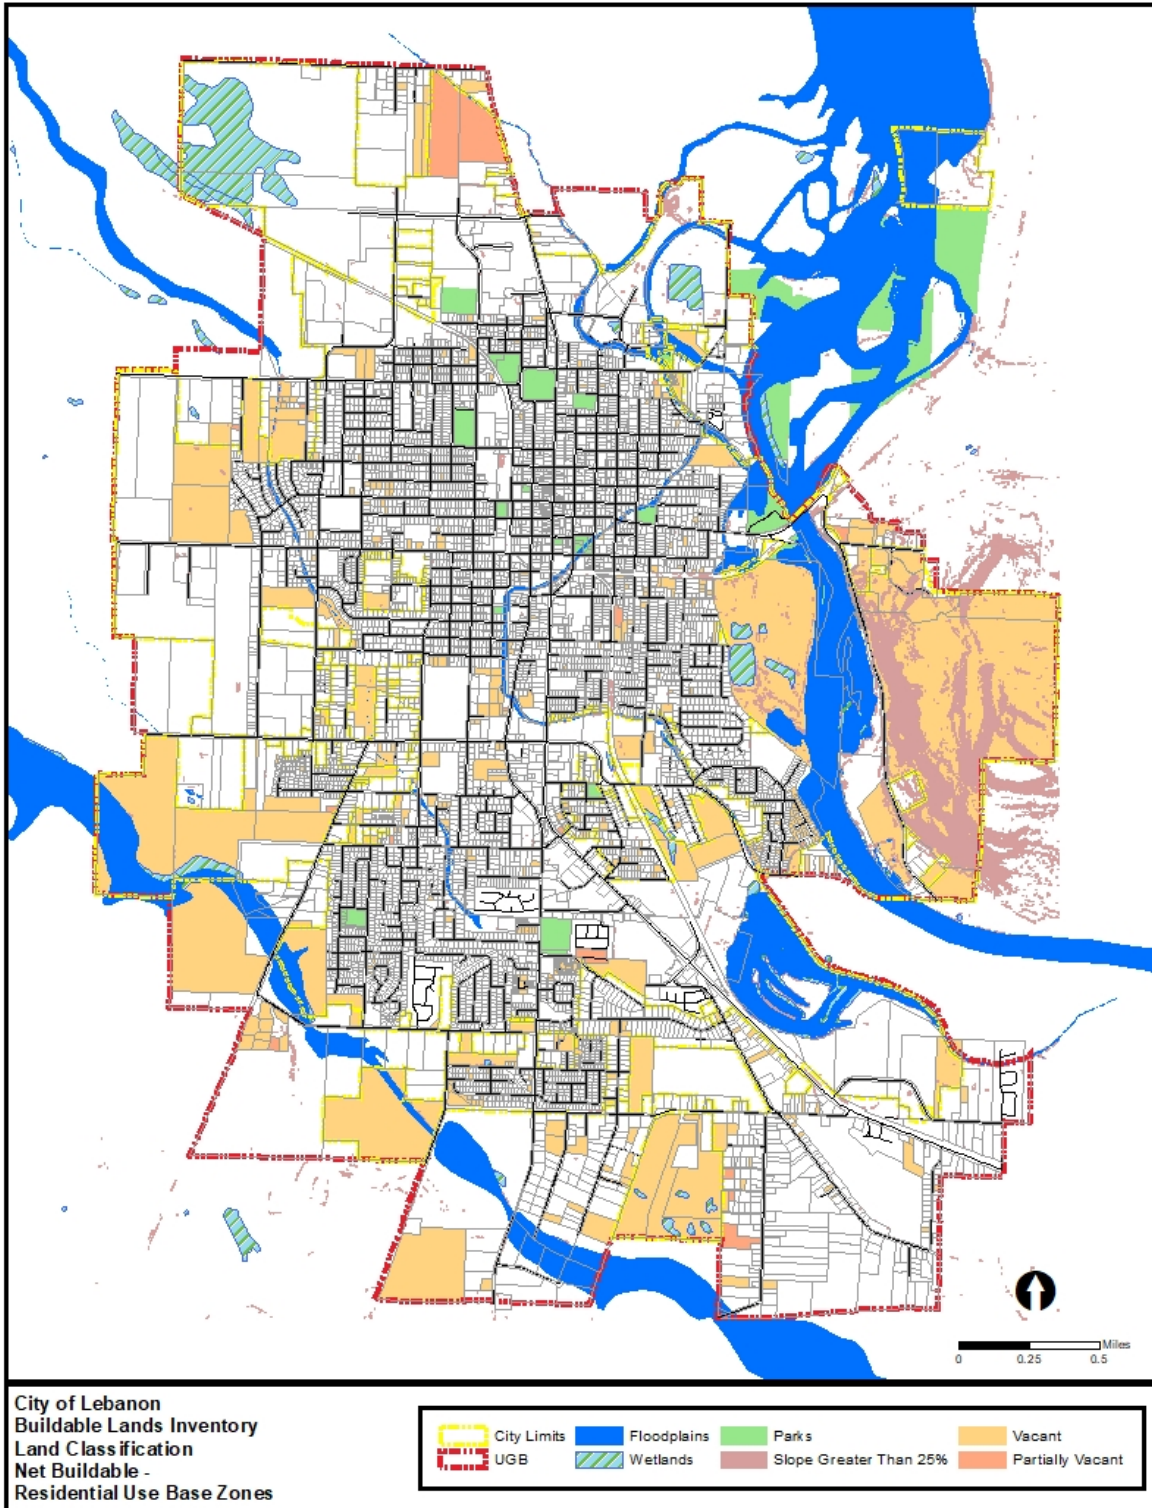 Miles
0 0.25 0.5
City of Lebanon
Buildable Lands Inventory
Land Classification
Net Buildable -
Residential Use Base Zones
City Limits Floodplains Parks Vacant
UGB Wetlands Slope Greater Than 25% Partially Vacant